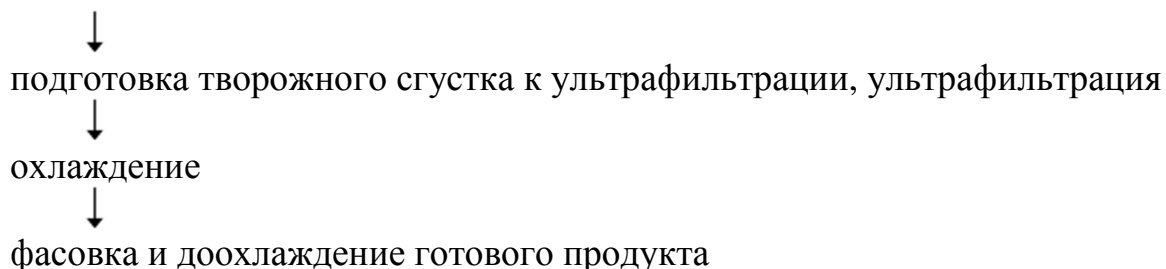 подготовка творожного сгустка к ультрафильтрации, ультрафильтрация
охлаждение
фасовка и доохлаждение готового продукта